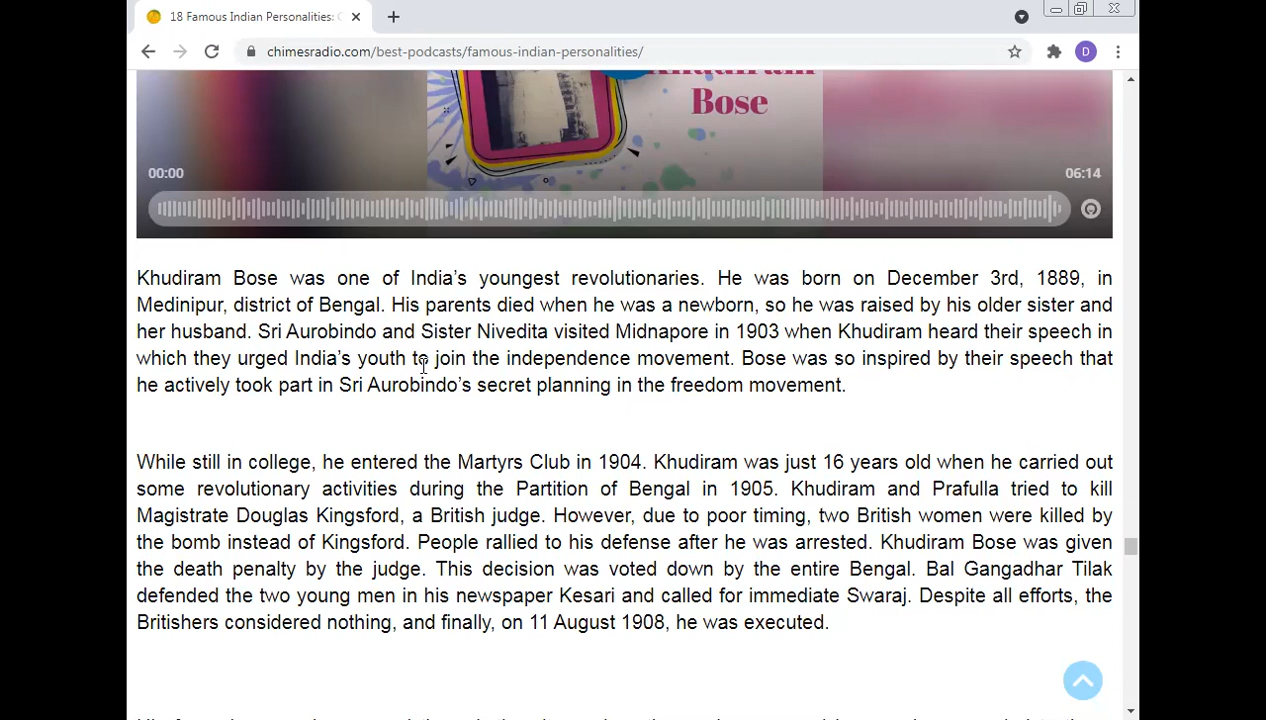 18 Famous Indian Personalities:
chimesradio.com/best-podcasts/famous-indian-personalities/
D
Khudiram
Bose
00:00
06:14
Khudiram Bose was one of India’s youngest revolutionaries. He was born on December 3rd, 1889, in
Medinipur, district of Bengal. His parents died when he was a newborn, so he was raised by his older sister and
her husband. Sri Aurobindo and Sister Nivedita visited Midnapore in 1903 when Khudiram heard their speech in
which they urged India’s youth to join the independence movement. Bose was so inspired by their speech that
he actively took part in Sri Aurobindo’s secret planning in the freedom movement.
While still in college, he entered the Martyrs Club in 1904. Khudiram was just 16 years old when he carried out
some revolutionary activities during the Partition of Bengal in 1905. Khudiram and Prafulla tried to kill
Magistrate Douglas Kingsford, a British judge. However, due to poor timing, two British women were killed by
the bomb instead of Kingsford. People rallied to his defense after he was arrested. Khudiram Bose was given
the death penalty by the judge. This decision was voted down by the entire Bengal. Bal Gangadhar Tilak
defended the two young men in his newspaper Kesari and called for immediate Swaraj. Despite all efforts, the
Britishers considered nothing, and finally, on 11 August 1908, he was executed.